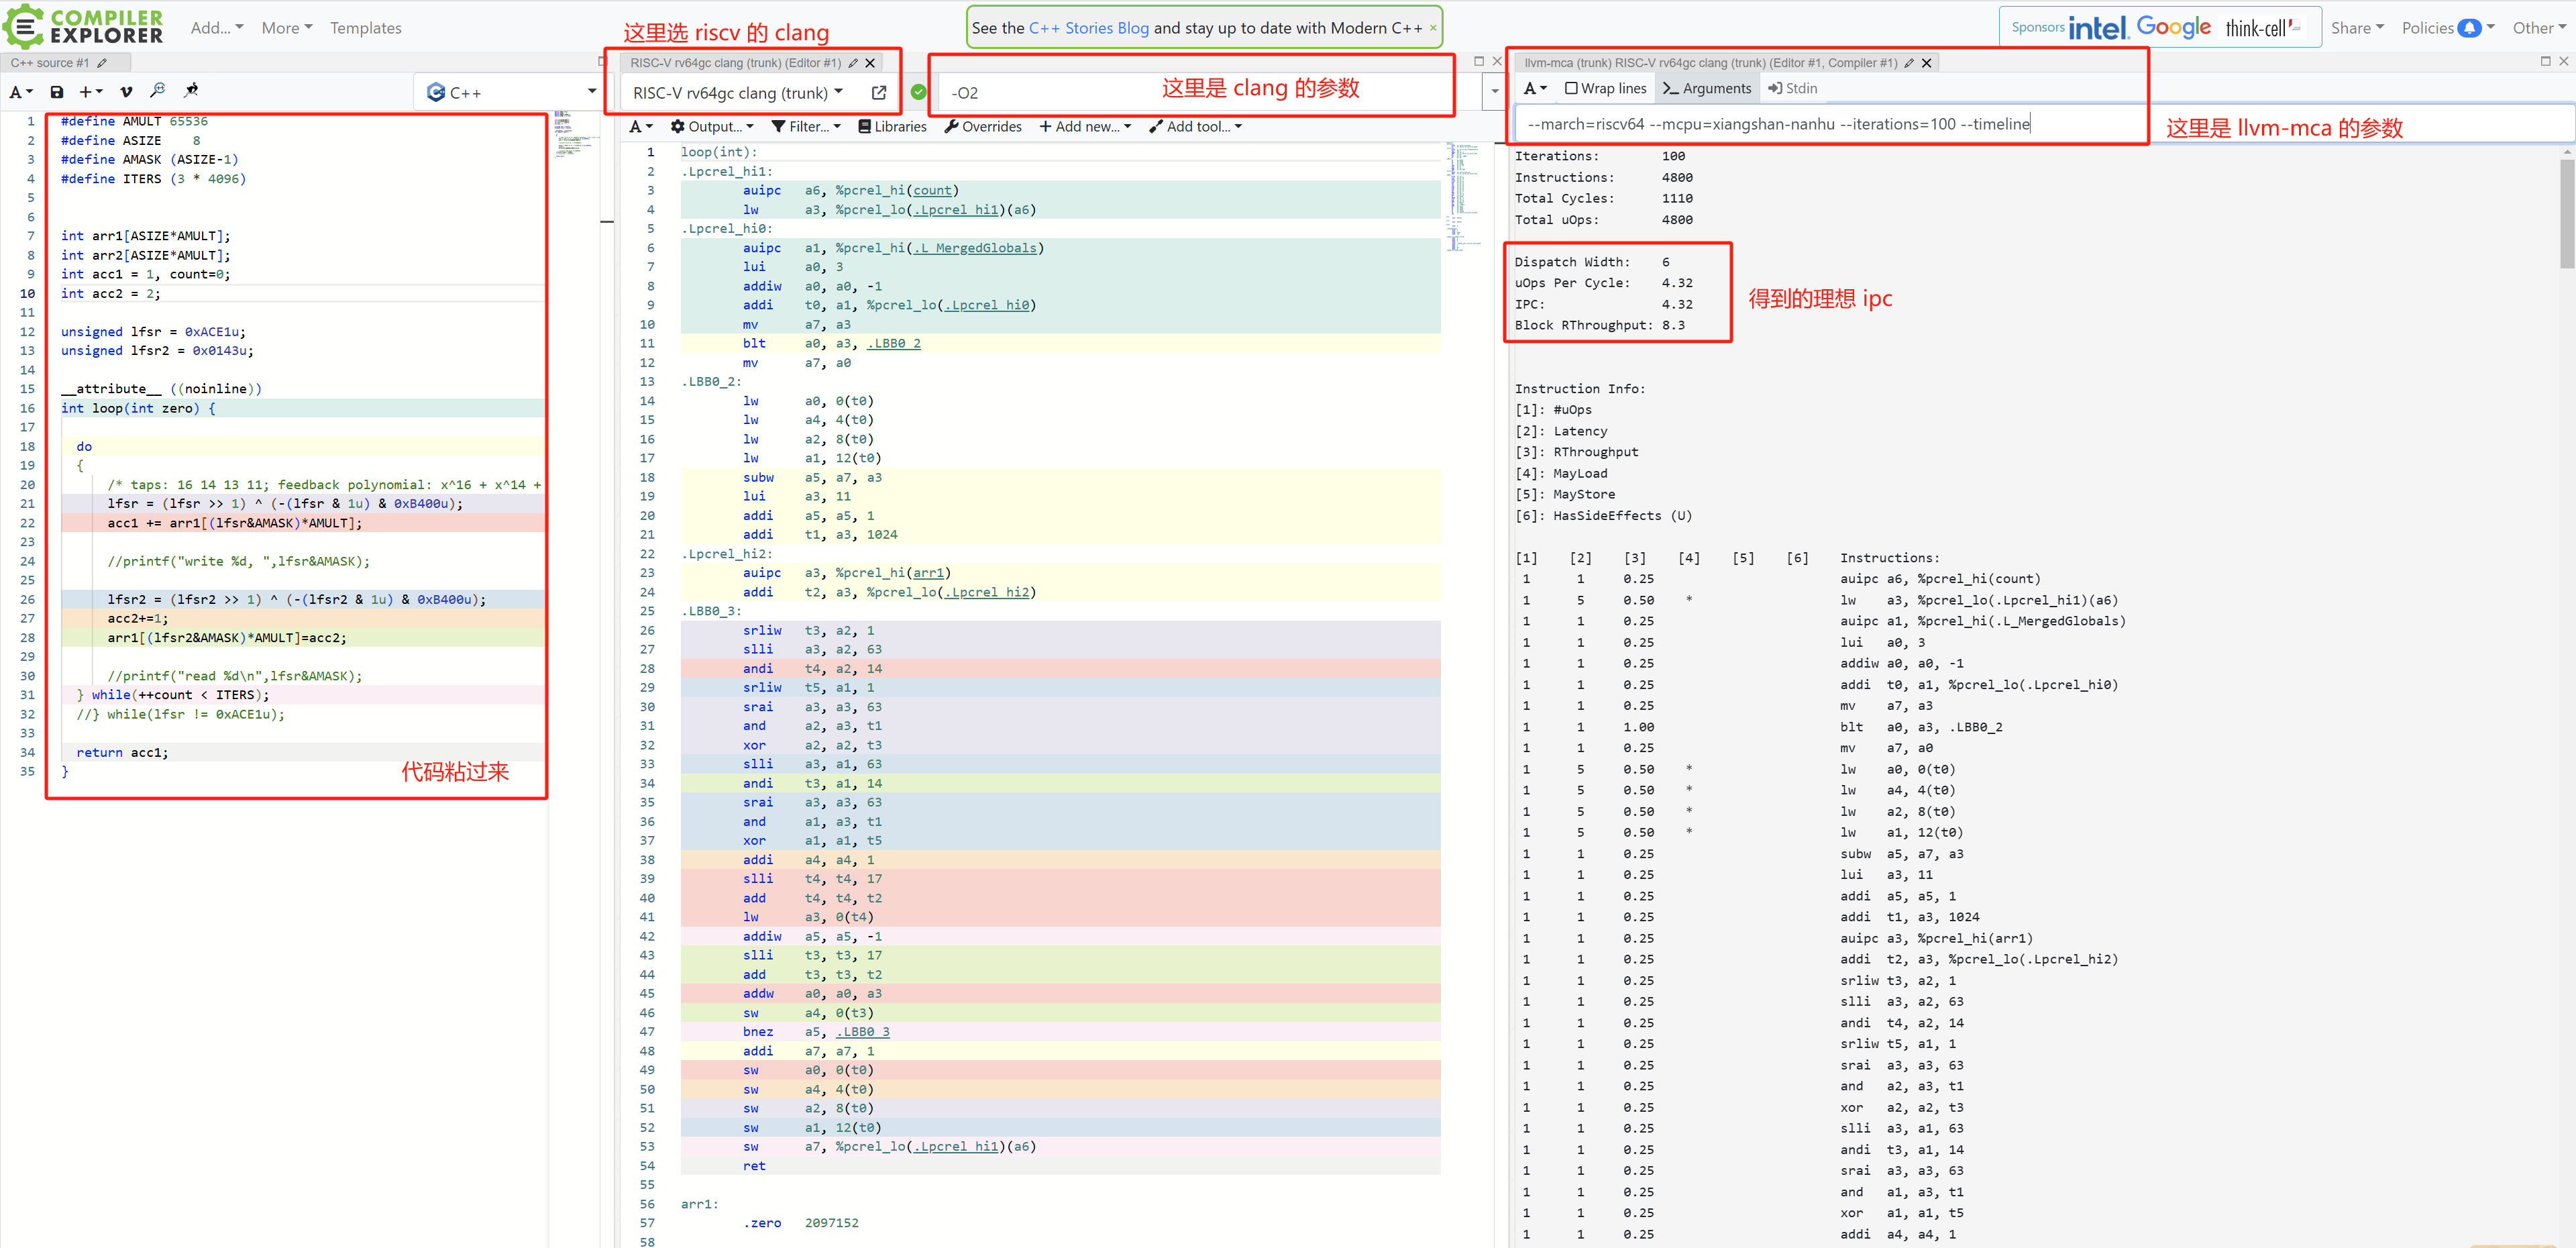 COMPILER EXPLORER
Add...
More
Templates
这里选 riscv 的 clang
See the C++ Stories Blog and stay up to date with Modern C++ ×
Sponsors intel. Google think-cell
Share
Policies
Other
C++ source #1
A
C++
代码粘过来
1 #define AMULT 65536
2 #define ASIZE    8
3 #define AMASK (ASIZE-1)
4 #define ITERS (3 * 4096)
5
6
7 int arr1[ASIZE*AMULT];
8 int arr2[ASIZE*AMULT];
9 int acc1 = 1, count=0;
10 int acc2 = 2;
11
12 unsigned lfsr = 0xACE1u;
13 unsigned lfsr2 = 0x0143u;
14
15 __attribute__ ((noinline))
16 int loop(int zero) {
17
18   do
19   {
20       /* taps: 16 14 13 11; feedback polynomial: x^16 + x^14 +
21       lfsr = (lfsr >> 1) ^ (-(lfsr & 1u) & 0xB400u);
22       acc1 += arr1[(lfsr&AMASK)*AMULT];
23
24       //printf("write %d, ",lfsr&AMASK);
25
26       lfsr2 = (lfsr2 >> 1) ^ (-(lfsr2 & 1u) & 0xB400u);
27       acc2+=1;
28       arr1[(lfsr2&AMASK)*AMULT]=acc2;
29
30       //printf("read %d\n",lfsr&AMASK);
31   } while(++count < ITERS);
32   //} while(lfsr != 0xACE1u);
33
34   return acc1;
35 }
RISC-V rv64gc clang (trunk) (Editor #1)
RISC-V rv64gc clang (trunk)
-O2
这里是 clang 的参数
A
Output...
Filter...
Libraries
Overrides
Add new...
Add tool...
1 loop(int):
2 .Lpcrel_hi1:
3 auipc a6, %pcrel_hi(count)
4 lw a3, %pcrel_lo(.Lpcrel_hi1)(a6)
5 .Lpcrel_hi0:
6 auipc a1, %pcrel_hi(.L_MergedGlobals)
7 lui a0, 3
8 addiw a0, a0, -1
9 addi t0, a1, %pcrel_lo(.Lpcrel_hi0)
10 mv a7, a3
11 blt a0, a3, .LBB0_2
12 mv a7, a0
13 .LBB0_2:
14 lw a0, 0(t0)
15 lw a4, 4(t0)
16 lw a2, 8(t0)
17 lw a1, 12(t0)
18 subw a5, a7, a3
19 lui a3, 11
20 addi a5, a5, 1
21 addi t1, a3, 1024
22 .Lpcrel_hi2:
23 auipc a3, %pcrel_hi(arr1)
24 addi t2, a3, %pcrel_lo(.Lpcrel_hi2)
25 .LBB0_3:
26 srliw t3, a2, 1
27 slli a3, a2, 63
28 andi t4, a2, 14
29 srliw t5, a1, 1
30 srai a3, a3, 63
31 and a2, a3, t1
32 xor a2, a2, t3
33 slli a3, a1, 63
34 andi t3, a1, 14
35 srai a3, a3, 63
36 and a1, a3, t1
37 xor a1, a1, t5
38 addi a4, a4, 1
39 slli t4, t4, 17
40 add t4, t4, t2
41 lw a3, 0(t4)
42 addiw a5, a5, -1
43 slli t3, t3, 17
44 add t3, t3, t2
45 addw a0, a0, a3
46 sw a4, 0(t3)
47 bnez a5, .LBB0_3
48 addi a7, a7, 1
49 sw a0, 0(t0)
50 sw a4, 4(t0)
51 sw a2, 8(t0)
52 sw a1, 12(t0)
53 sw a7, %pcrel_lo(.Lpcrel_hi1)(a6)
54 ret
55
56 arr1:
57 .zero 2097152
58
llvm-mca (trunk) RISC-V rv64gc clang (trunk) (Editor #1, Compiler #1)
A
Wrap lines
Arguments
Stdin
--march=riscv64 --mcpu=xiangshan-nanhu --iterations=100 --timeline
这里是 llvm-mca 的参数
Iterations: 100
Instructions: 4800
Total Cycles: 1110
Total uOps: 4800
Dispatch Width: 6
uOps Per Cycle: 4.32
IPC: 4.32
Block RThroughput: 8.3
得到的理想 ipc
Instruction Info:
[1]: #uOps
[2]: Latency
[3]: RThroughput
[4]: MayLoad
[5]: MayStore
[6]: HasSideEffects (U)
[1] [2] [3] [4] [5] [6] Instructions:
1 1 0.25 auipc a6, %pcrel_hi(count)
1 5 0.50 * lw a3, %pcrel_lo(.Lpcrel_hi1)(a6)
1 1 0.25 auipc a1, %pcrel_hi(.L_MergedGlobals)
1 1 0.25 lui a0, 3
1 1 0.25 addiw a0, a0, -1
1 1 0.25 addi t0, a1, %pcrel_lo(.Lpcrel_hi0)
1 1 0.25 mv a7, a3
1 1 1.00 blt a0, a3, .LBB0_2
1 1 0.25 mv a7, a0
1 5 0.50 * lw a0, 0(t0)
1 5 0.50 * lw a4, 4(t0)
1 5 0.50 * lw a2, 8(t0)
1 5 0.50 * lw a1, 12(t0)
1 1 0.25 subw a5, a7, a3
1 1 0.25 lui a3, 11
1 1 0.25 addi a5, a5, 1
1 1 0.25 addi t1, a3, 1024
1 1 0.25 auipc a3, %pcrel_hi(arr1)
1 1 0.25 addi t2, a3, %pcrel_lo(.Lpcrel_hi2)
1 1 0.25 srliw t3, a2, 1
1 1 0.25 slli a3, a2, 63
1 1 0.25 andi t4, a2, 14
1 1 0.25 srliw t5, a1, 1
1 1 0.25 srai a3, a3, 63
1 1 0.25 and a2, a3, t1
1 1 0.25 xor a2, a2, t3
1 1 0.25 slli a3, a1, 63
1 1 0.25 andi t3, a1, 14
1 1 0.25 srai a3, a3, 63
1 1 0.25 and a1, a3, t1
1 1 0.25 xor a1, a1, t5
1 1 0.25 addi a4, a4, 1